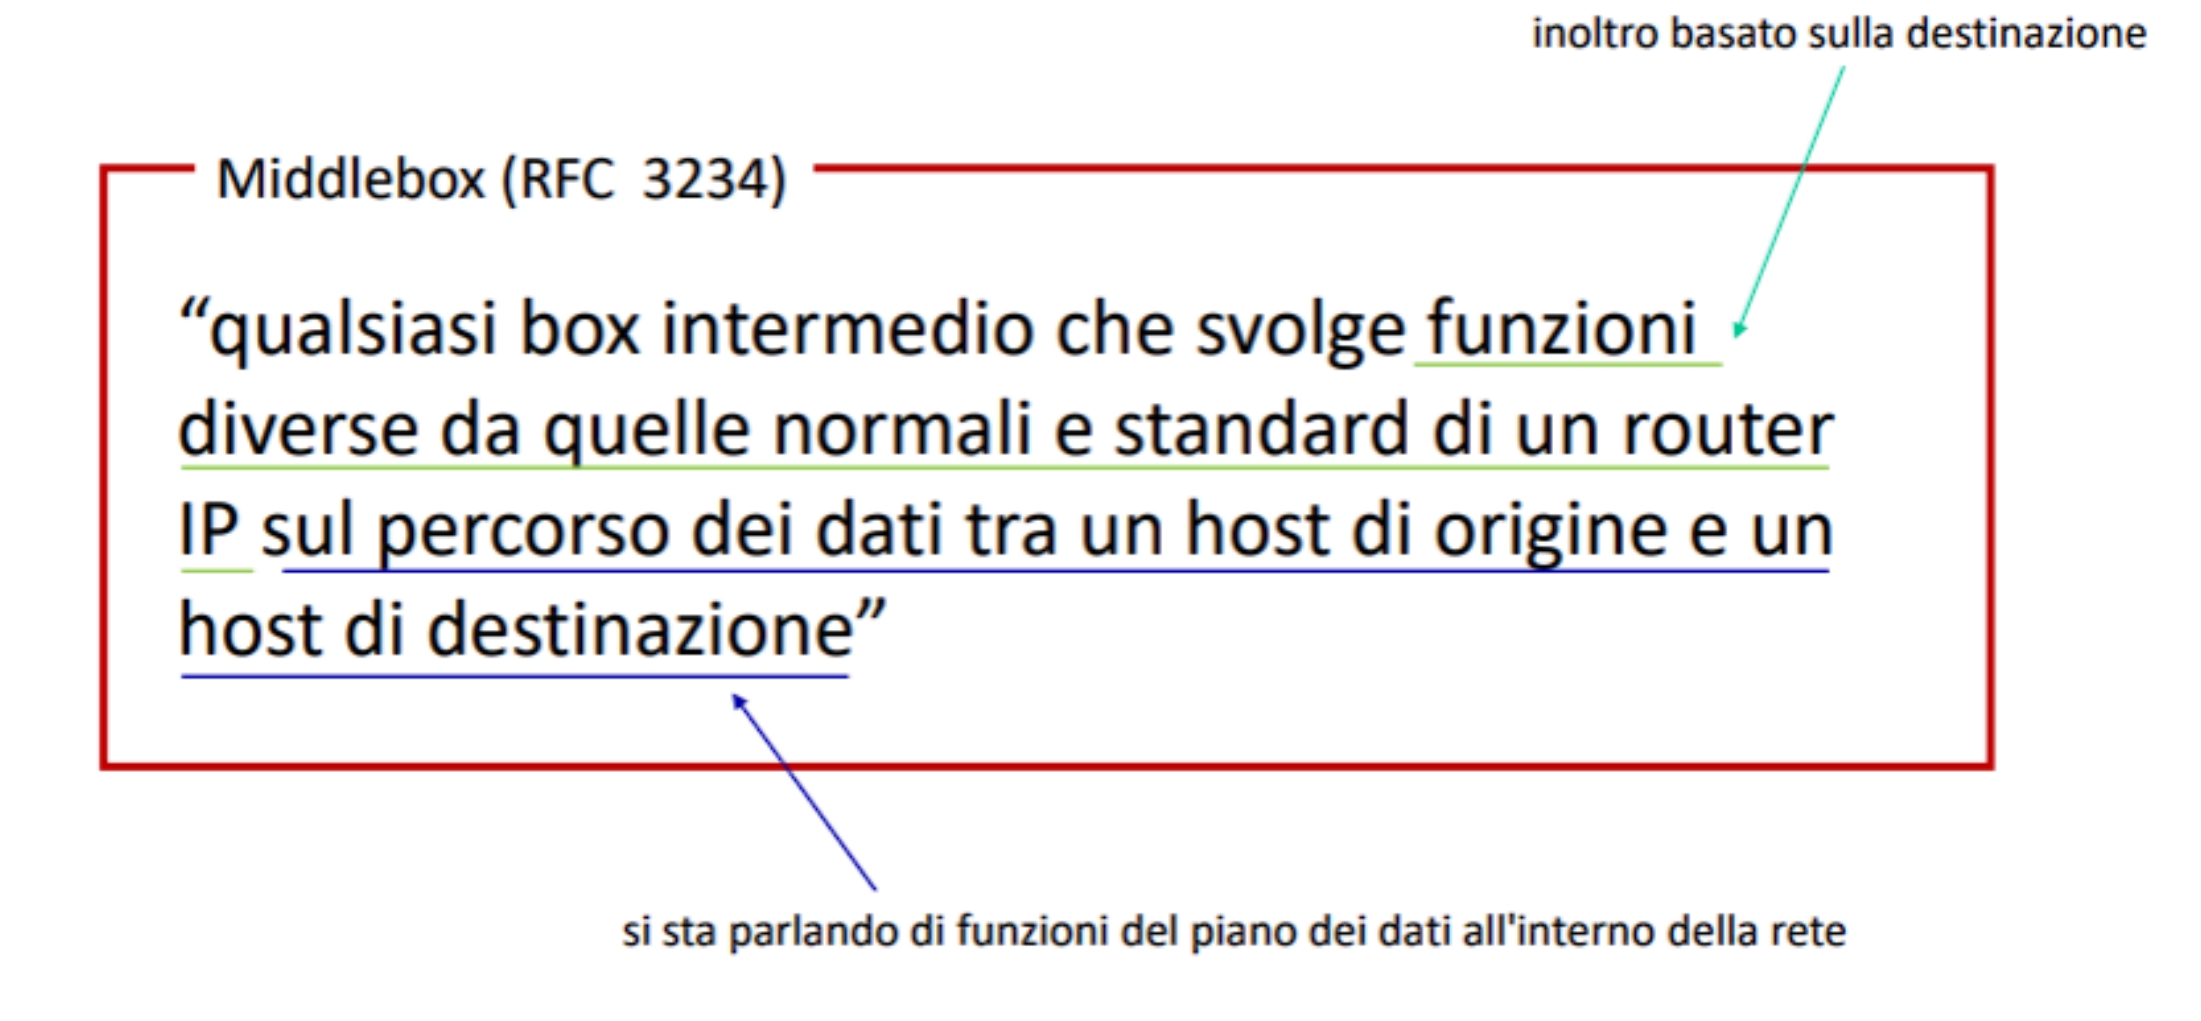 inoltro basato sulla destinazione
Middlebox (RFC 3234)
“qualsiasi box intermedio che svolge funzioni
diverse da quelle normali e standard di un router
IP sul percorso dei dati tra un host di origine e un
host di destinazione”
si sta parlando di funzioni del piano dei dati all'interno della rete